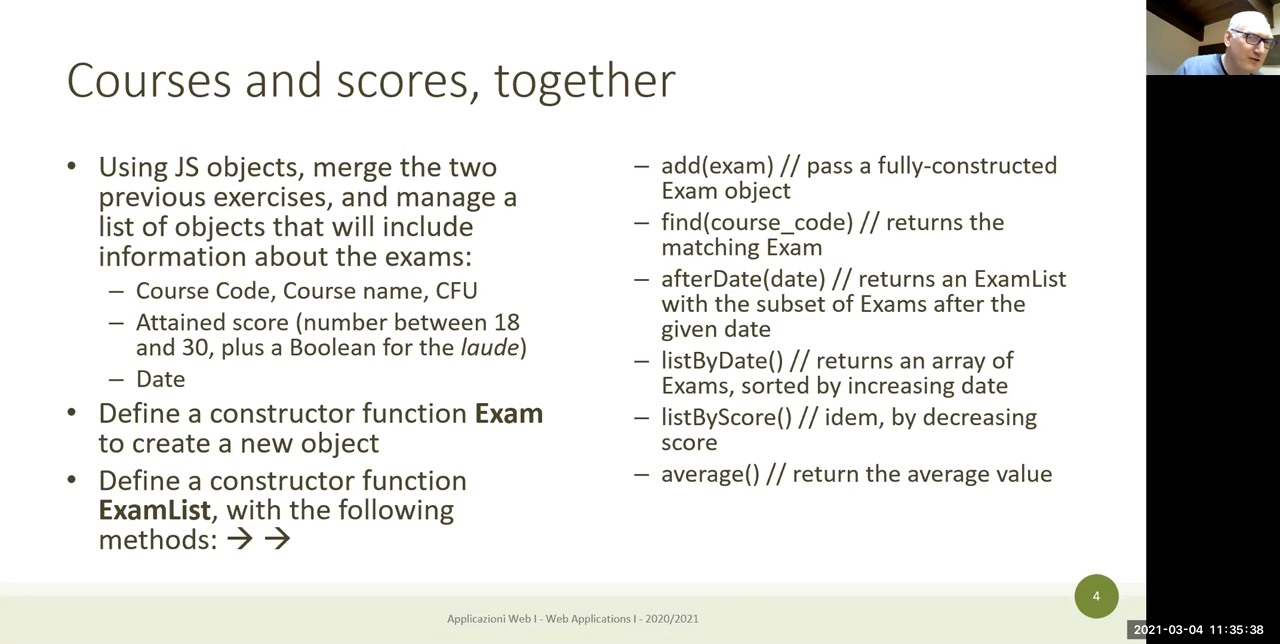 Courses and scores, together
• Using JS objects, merge the two
previous exercises, and manage a
list of objects that will include
information about the exams:
– Course Code, Course name, CFU
– Attained score (number between 18
and 30, plus a Boolean for the laude)
– Date
• Define a constructor function Exam
to create a new object
• Define a constructor function
ExamList, with the following
methods: → →
– add(exam) // pass a fully-constructed
Exam object
– find(course_code) // returns the
matching Exam
– afterDate(date) // returns an ExamList
with the subset of Exams after the
given date
– listByDate() // returns an array of
Exams, sorted by increasing date
– listByScore() // idem, by decreasing
score
– average() // return the average value
Applicazioni Web I - Web Applications I - 2020/2021
4
2021-03-04 11:35:38